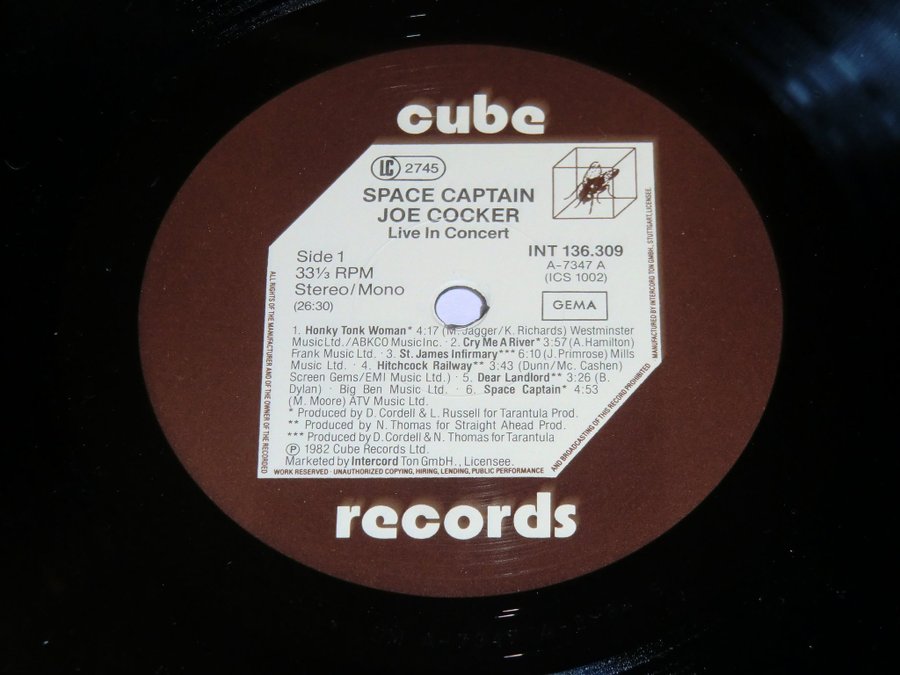 cube
LC 2745
SPACE CAPTAIN
JOE COCKER
Live In Concert
Side 1
33⅓ RPM
Stereo/Mono
(26:30)
INT 136.309
A-7347 A
(ICS 1002)
GEMA
1. Honky Tonk Woman* 4:17 (M. Jagger/K. Richards) Westminster
Music Ltd./ABKCO Music Inc. · 2. Cry Me A River* 3:57 (A. Hamilton)
Frank Music Ltd. · 3. St. James Infirmary*** 6:10 (J. Primrose) Mills
Music Ltd. · 4. Hitchcock Railway** 3:43 (Dunn/Mc. Cashen)
Screen Gems/EMI Music Ltd.) · 5. Dear Landlord** 3:26 (B.
Dylan) · Big Ben Music Ltd. · 6. Space Captain* 4.53
(M. Moore) ATV Music Ltd.
* Produced by D. Cordell & L. Russell for Tarantula Prod.
** Produced by N. Thomas for Straight Ahead Prod.
*** Produced by D. Cordell & N. Thomas for Tarantula
Ⓟ 1982 Cube Records Ltd.
Marketed by Intercord Ton GmbH., Licensee.
ALL RIGHTS OF THE MANUFACTURER AND OF THE OWNER OF THE RECORDED
WORK RESERVED · UNAUTHORIZED COPYING, HIRING, LENDING, PUBLIC PERFORMANCE
AND BROADCASTING OF THIS RECORD PROHIBITED
MANUFACTURED BY INTERCORD TON GMBH., STUTTGART, LICENSEE.
records